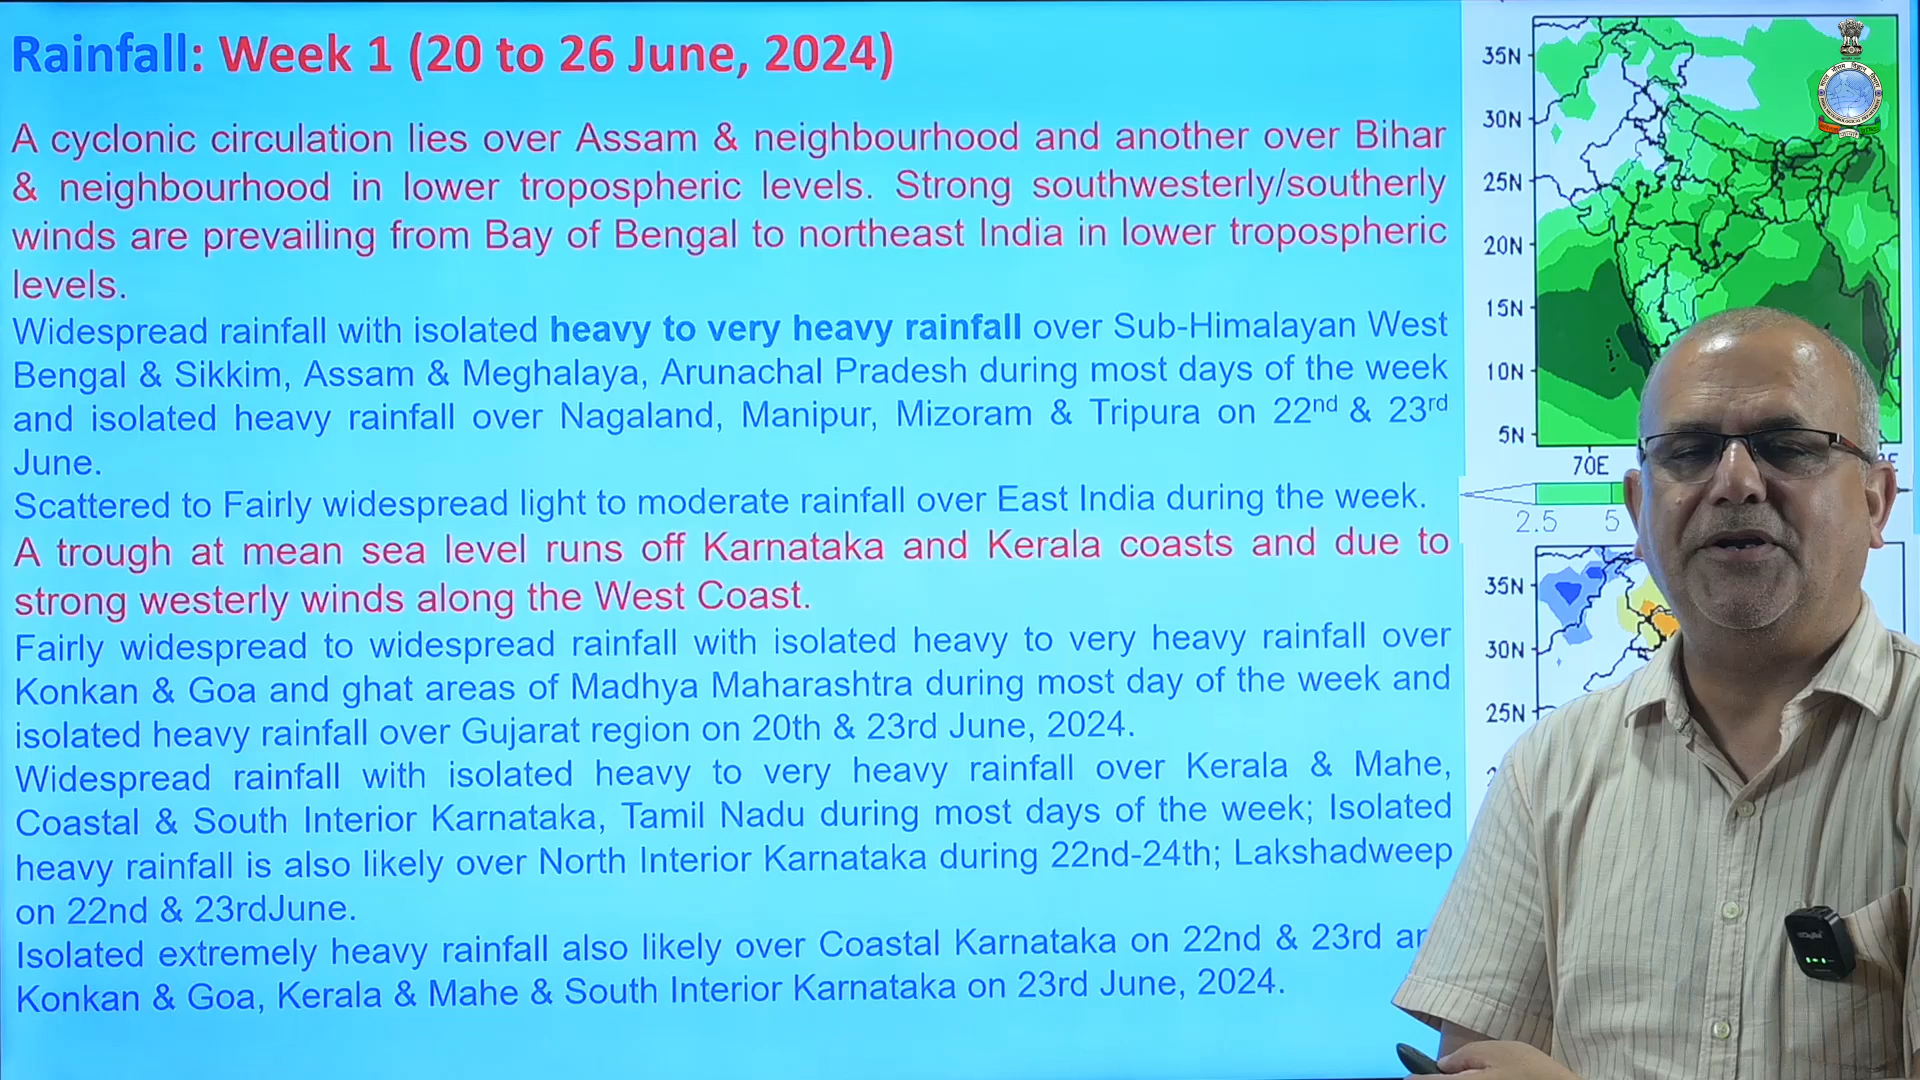 Rainfall: Week 1 (20 to 26 June, 2024)
A cyclonic circulation lies over Assam & neighbourhood and another over Bihar
& neighbourhood in lower tropospheric levels. Strong southwesterly/southerly
winds are prevailing from Bay of Bengal to northeast India in lower tropospheric
levels.
Widespread rainfall with isolated heavy to very heavy rainfall over Sub-Himalayan West
Bengal & Sikkim, Assam & Meghalaya, Arunachal Pradesh during most days of the week
and isolated heavy rainfall over Nagaland, Manipur, Mizoram & Tripura on 22nd & 23rd
June.
Scattered to Fairly widespread light to moderate rainfall over East India during the week.
A trough at mean sea level runs off Karnataka and Kerala coasts and due to
strong westerly winds along the West Coast.
Fairly widespread to widespread rainfall with isolated heavy to very heavy rainfall over
Konkan & Goa and ghat areas of Madhya Maharashtra during most day of the week and
isolated heavy rainfall over Gujarat region on 20th & 23rd June, 2024.
Widespread rainfall with isolated heavy to very heavy rainfall over Kerala & Mahe,
Coastal & South Interior Karnataka, Tamil Nadu during most days of the week; Isolated
heavy rainfall is also likely over North Interior Karnataka during 22nd-24th; Lakshadweep
on 22nd & 23rdJune.
Isolated extremely heavy rainfall also likely over Coastal Karnataka on 22nd & 23rd
Konkan & Goa, Kerala & Mahe & South Interior Karnataka on 23rd June, 2024.
35N
30N
25N
20N
15N
10N
5N
70E
2.5 5
35N
30N
25N